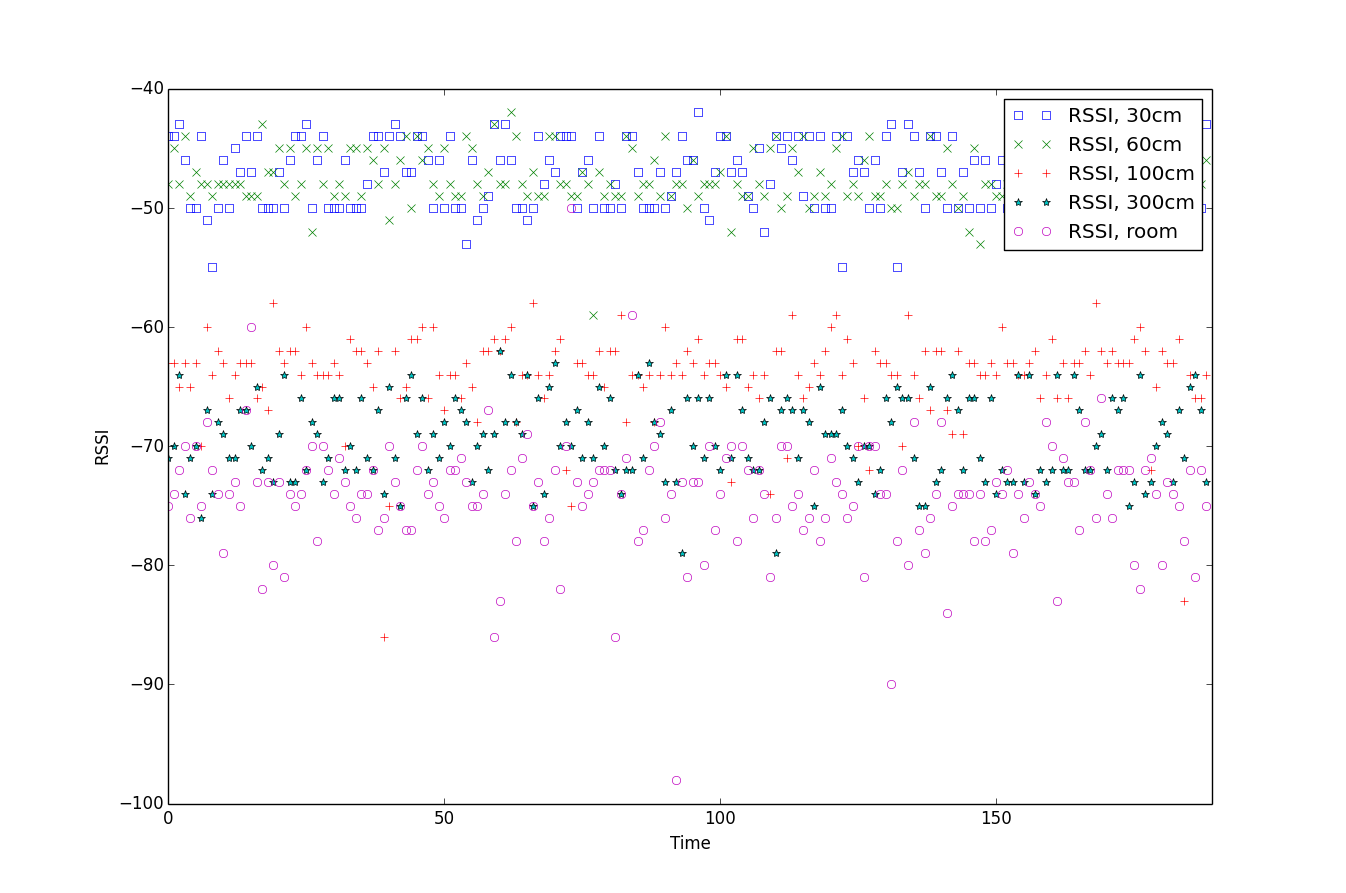 −40
−50
−60
−70
−80
−90
−100
RSSI
RSSI, 30cm
RSSI, 60cm
RSSI, 100cm
RSSI, 300cm
RSSI, room
0
50
100
150
Time